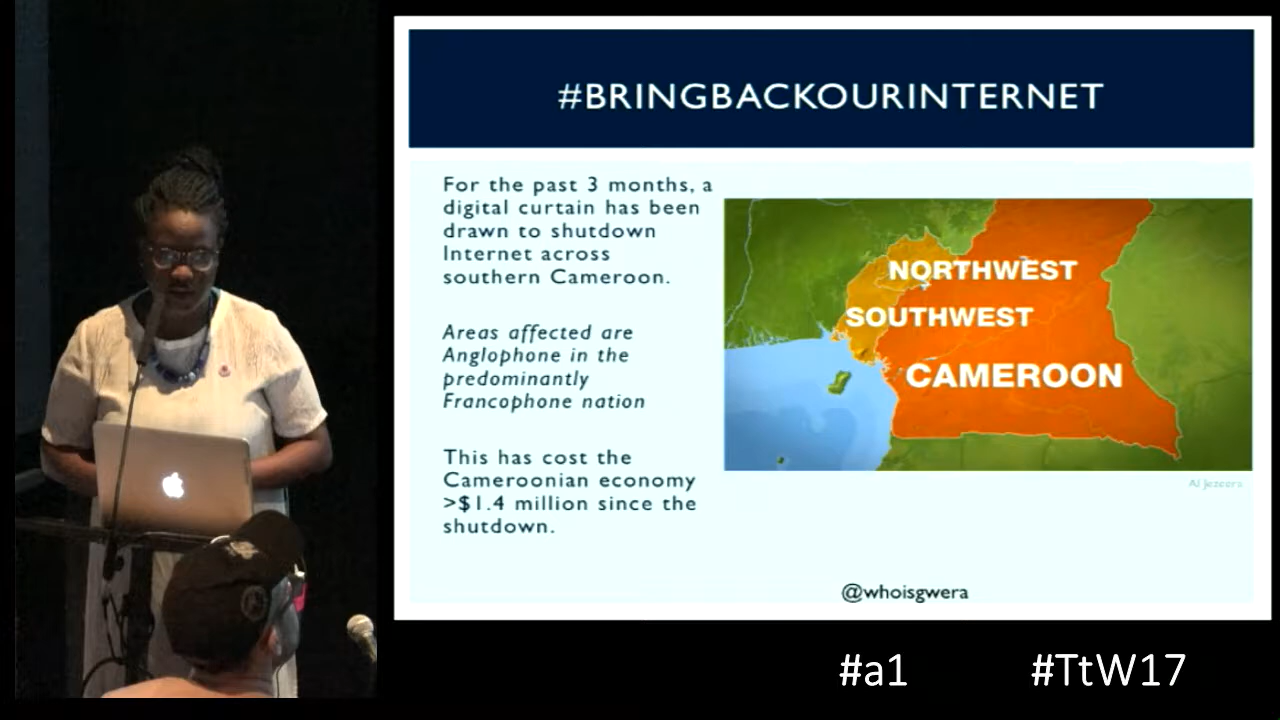 #BRINGBACKOURINTERNET
For the past 3 months, a
digital curtain has been
drawn to shutdown
Internet across
southern Cameroon.
Areas affected are
Anglophone in the
predominantly
Francophone nation
This has cost the
Cameroonian economy
>$1.4 million since the
shutdown.
NORTHWEST
SOUTHWEST
CAMEROON
Al Jezeera
@whoisgwera
#a1
#TtW17